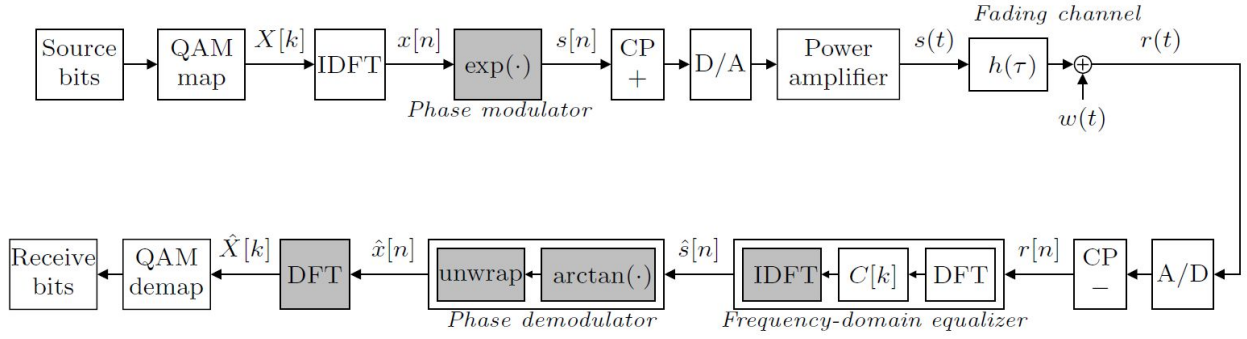 Fading channel
Source bits
QAM map
X[k]
IDFT
x[n]
exp(·)
Phase modulator
s[n]
CP +
D/A
Power amplifier
s(t)
h(τ)
w(t)
r(t)
Receive bits
QAM demap
X̂[k]
DFT
x̂[n]
unwrap
arctan(·)
Phase demodulator
ŝ[n]
IDFT
C[k]
DFT
Frequency-domain equalizer
r[n]
CP −
A/D